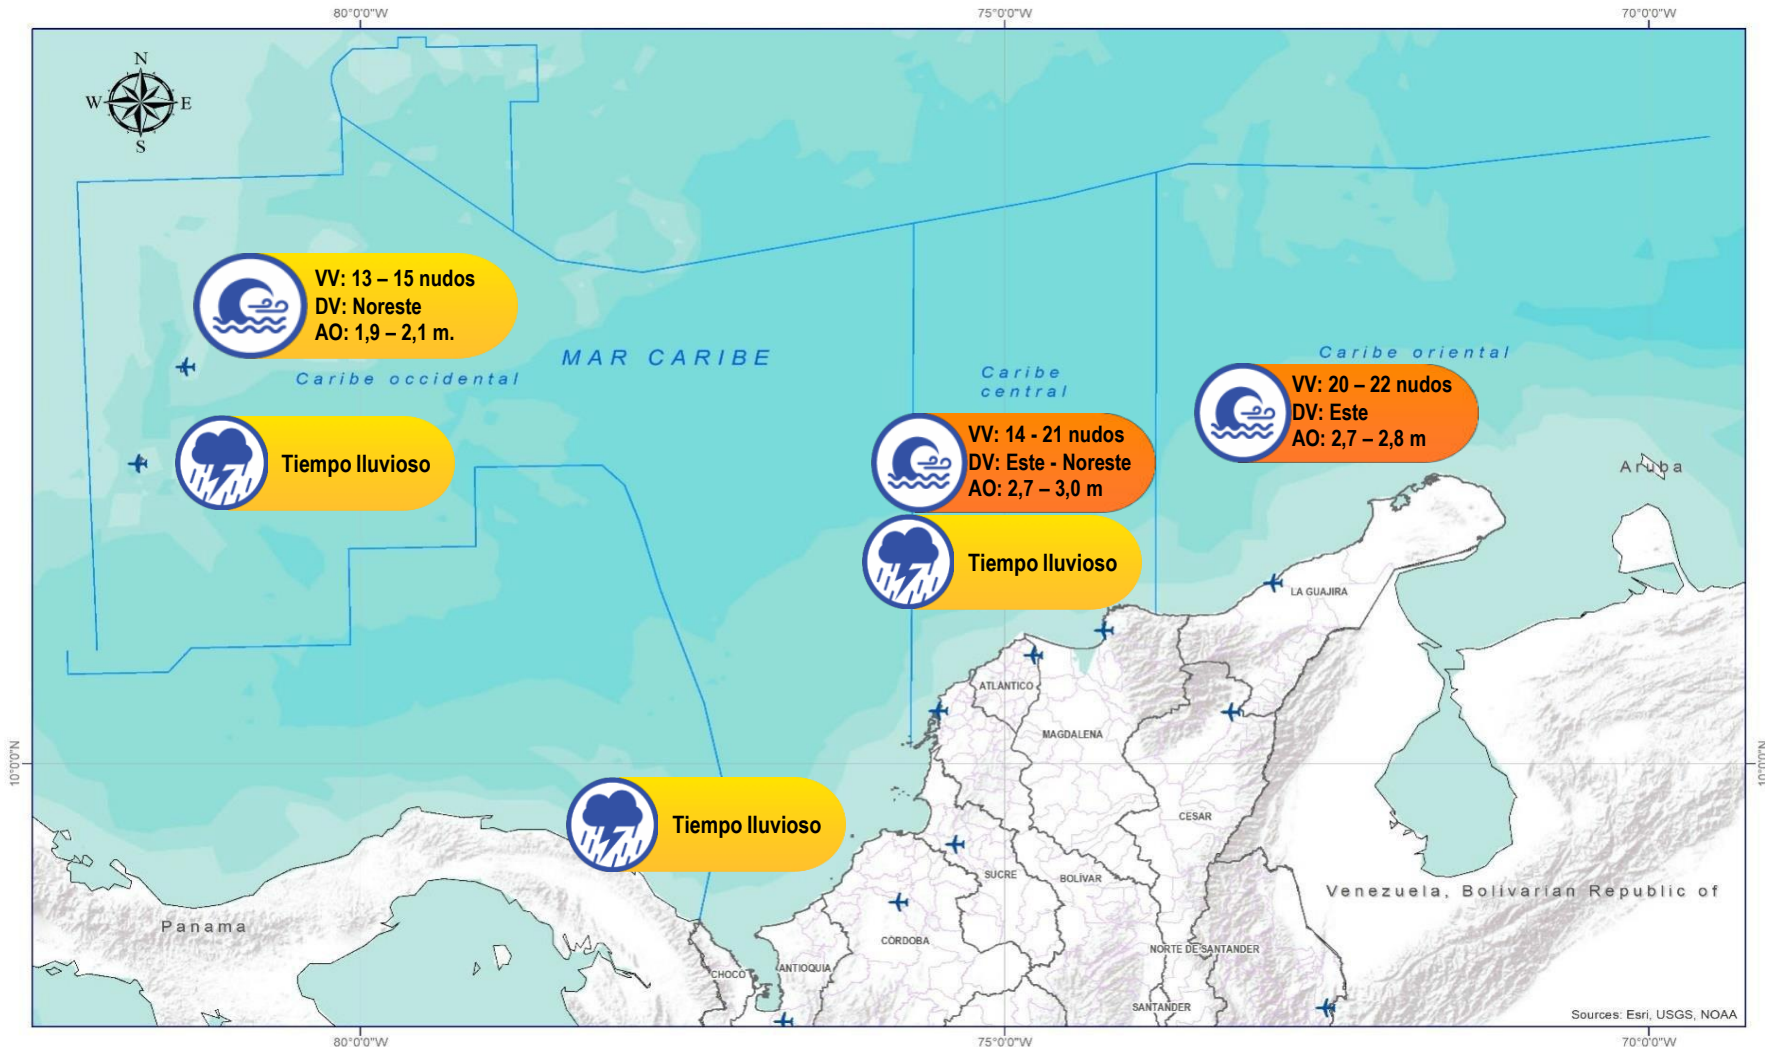 80°0'0"W
75°0'0"W
70°0'0"W
N
W
E
S
VV: 13 – 15 nudos
DV: Noreste
AO: 1,9 – 2,1 m.
MAR CARIBE
Caribe occidental
Caribe
central
Caribe oriental
VV: 20 – 22 nudos
DV: Este
AO: 2,7 – 2,8 m
VV: 14 - 21 nudos
DV: Este - Noreste
AO: 2,7 – 3,0 m
Tiempo lluvioso
Aruba
Tiempo lluvioso
LA GUAJIRA
ATLÁNTICO
MAGDALENA
10°0'0"N
10°0'0"N
CESAR
Tiempo lluvioso
SUCRE
BOLÍVAR
Venezuela, Bolivarian Republic of
Panama
CÓRDOBA
NORTE DE SANTANDER
CHOCO
ANTIOQUIA
SANTANDER
Sources: Esri, USGS, NOAA
80°0'0"W
75°0'0"W
70°0'0"W